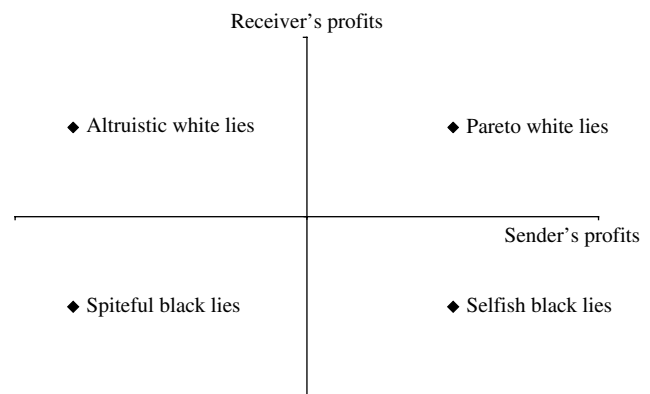 Receiver's profits
Altruistic white lies
Pareto white lies
Sender's profits
Spiteful black lies
Selfish black lies